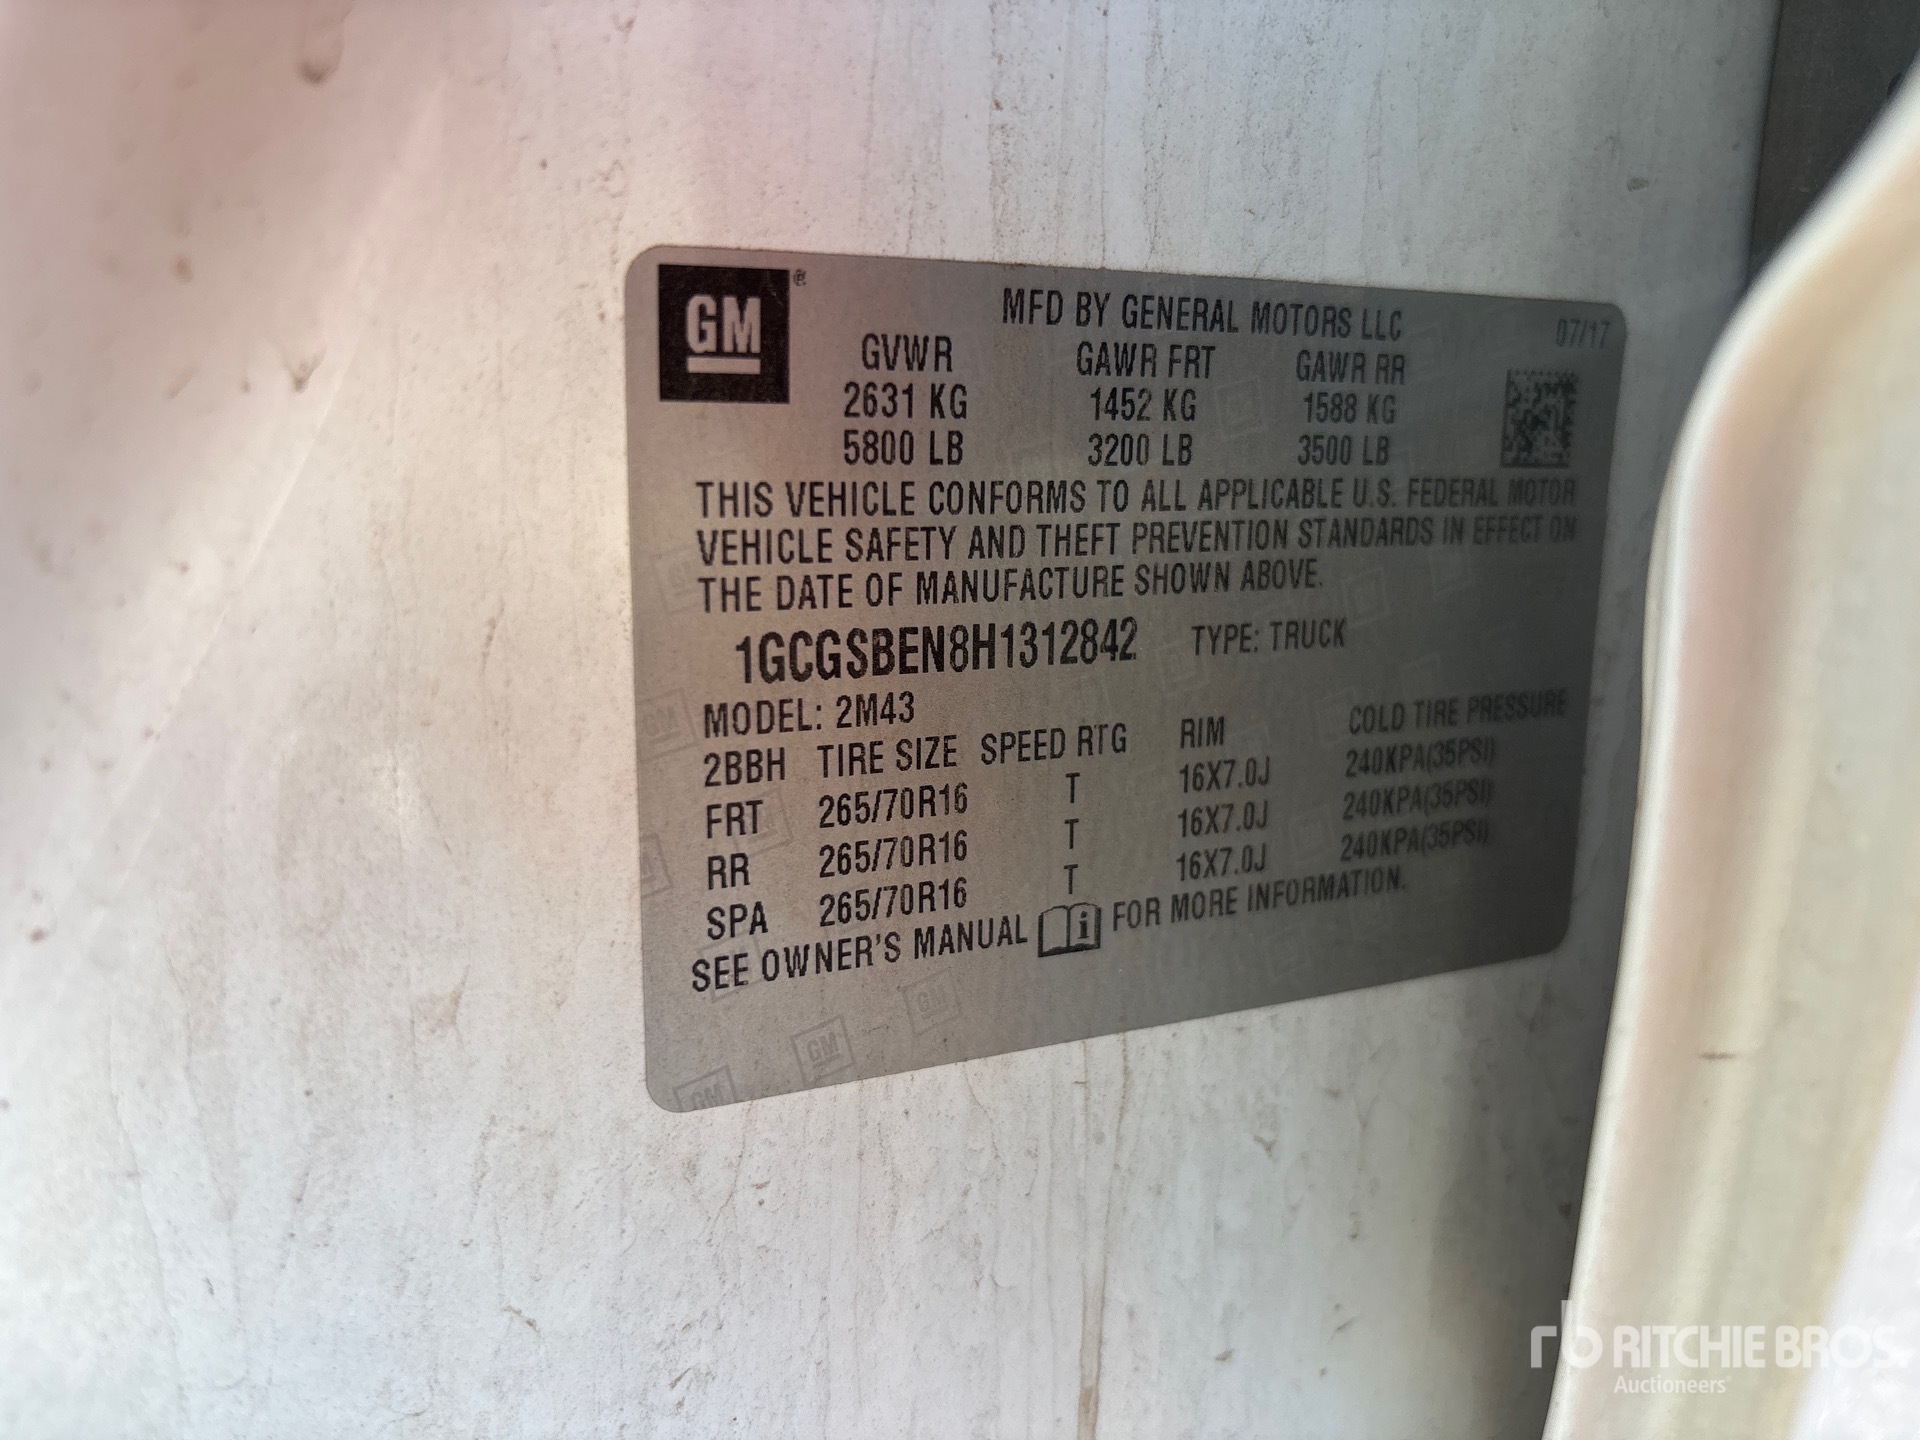 GM ®
MFD BY GENERAL MOTORS LLC 07/17
GVWR GAWR FRT GAWR RR
2631 KG 1452 KG 1588 KG
5800 LB 3200 LB 3500 LB
THIS VEHICLE CONFORMS TO ALL APPLICABLE U.S. FEDERAL MOTOR
VEHICLE SAFETY AND THEFT PREVENTION STANDARDS IN EFFECT ON
THE DATE OF MANUFACTURE SHOWN ABOVE.
1GCGSBEN8H1312842 TYPE: TRUCK
MODEL: 2M43
2BBH TIRE SIZE SPEED RTG RIM COLD TIRE PRESSURE
FRT 265/70R16 T 16X7.0J 240KPA(35PSI)
RR 265/70R16 T 16X7.0J 240KPA(35PSI)
SPA 265/70R16 T 16X7.0J 240KPA(35PSI)
SEE OWNER'S MANUAL i FOR MORE INFORMATION.
GM
GM
GM
rb RITCHIE BROS.
Auctioneers